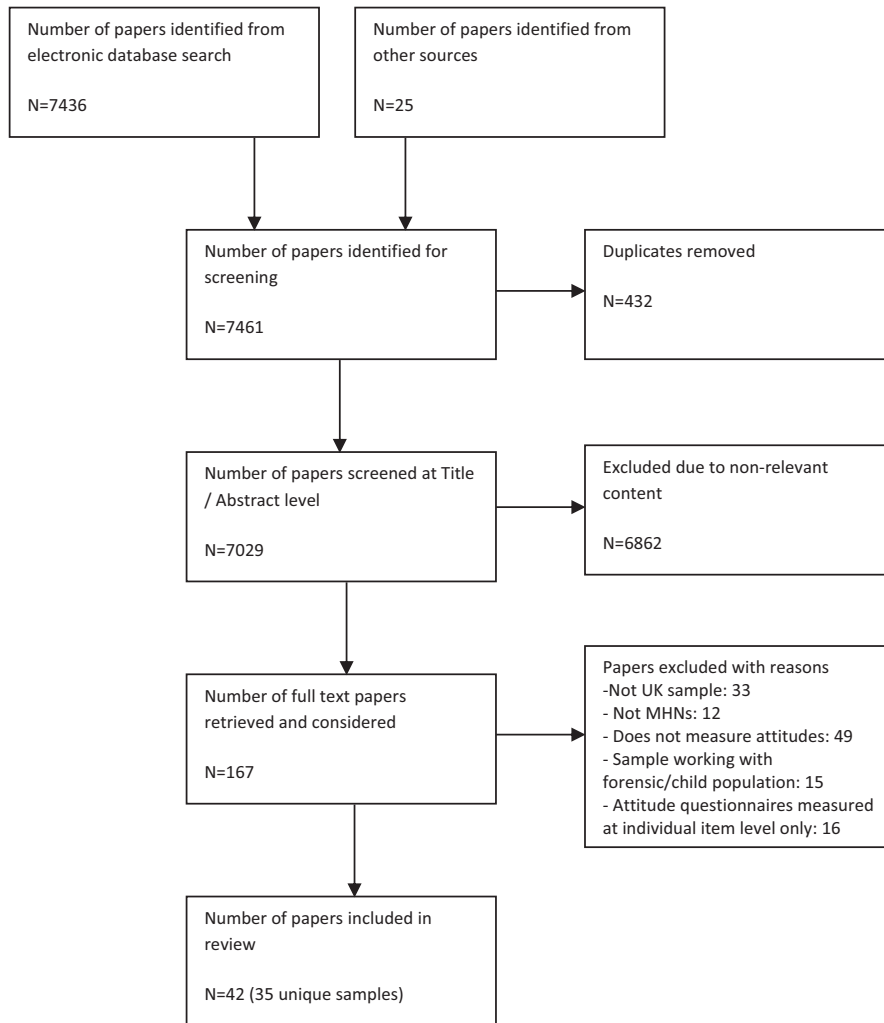 Number of papers identified from
electronic database search
N=7436
Number of papers identified from
other sources
N=25
Number of papers identified for
screening
N=7461
Duplicates removed
N=432
Number of papers screened at Title
/ Abstract level
N=7029
Excluded due to non-relevant
content
N=6862
Number of full text papers
retrieved and considered
N=167
Papers excluded with reasons
-Not UK sample: 33
- Not MHNs: 12
- Does not measure attitudes: 49
- Sample working with
forensic/child population: 15
- Attitude questionnaires measured
at individual item level only: 16
Number of papers included in
review
N=42 (35 unique samples)